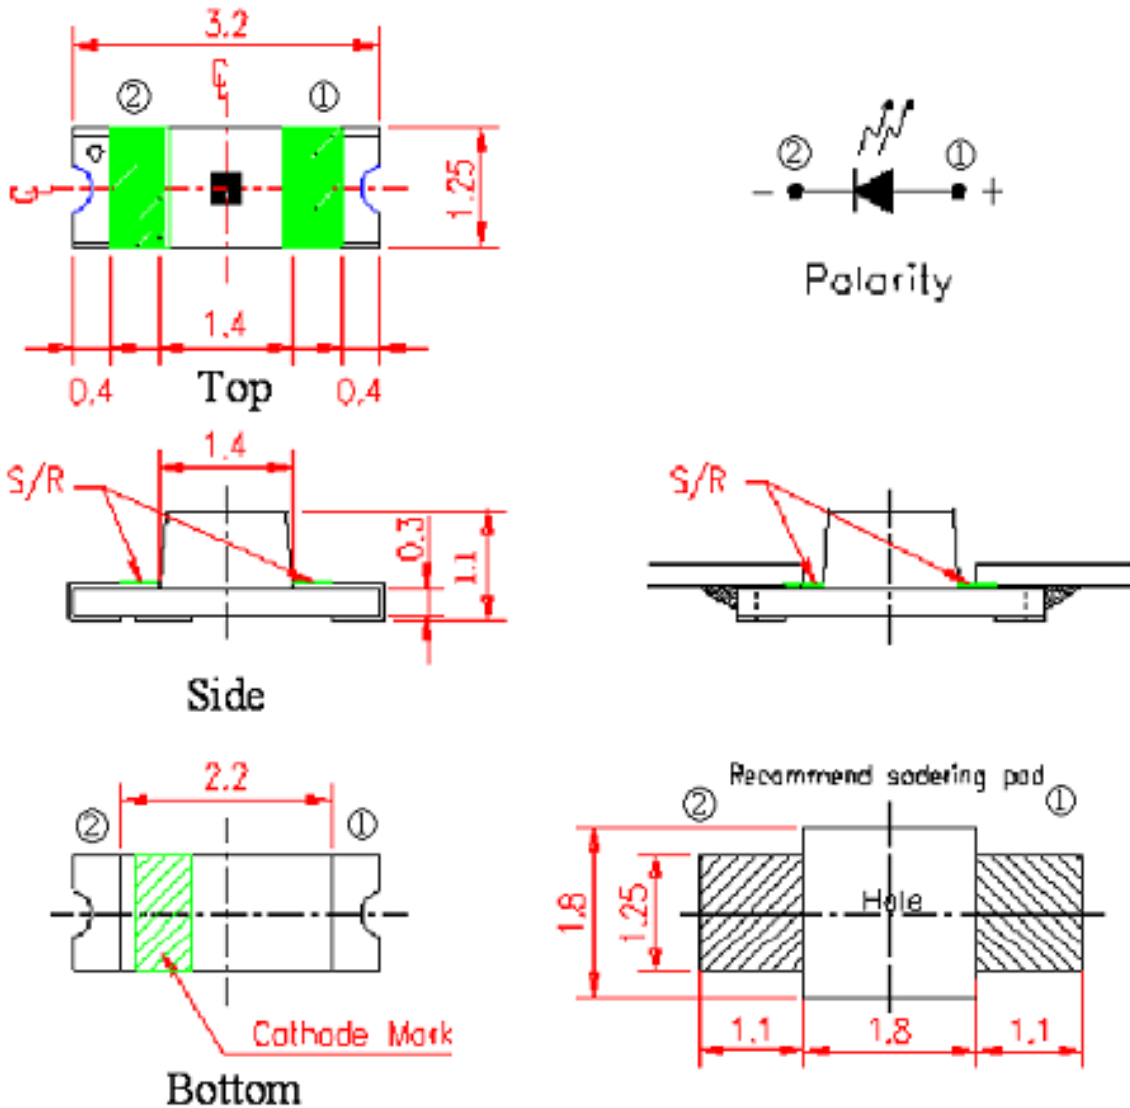 3.2
℄
② ①
℄
1.25
1.4
0.4 0.4
Top
② ①
- +
Polarity
1.4
S/R
0.3
1.1
Side
S/R
2.2
② ①
Cathode Mark
Bottom
Recommend sodering pad
② ①
1.8
1.25
Hole
1.1 1.8 1.1